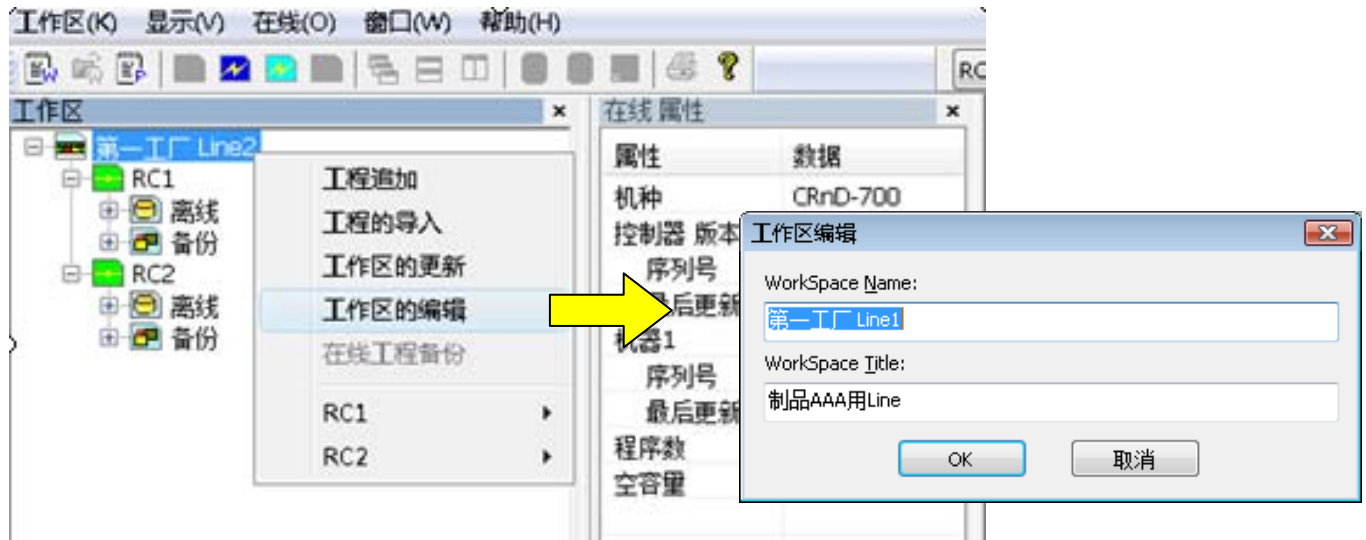 工作区(K) 显示(V) 在线(O) 窗口(W) 帮助(H)
RC
工作区
第一工厂 Line2
RC1
离线
备份
RC2
离线
备份
工程追加
工程的导入
工作区的更新
工作区的编辑
在线工程备份
RC1
RC2
在线 属性
属性 数据
机种 CRnD-700
控制器 版本
序列号
最后更新
机器1
序列号
最后更新
程序数
空容量
工作区编辑
WorkSpace Name:
第一工厂 Line1
WorkSpace Title:
制品AAA用Line
OK 取消